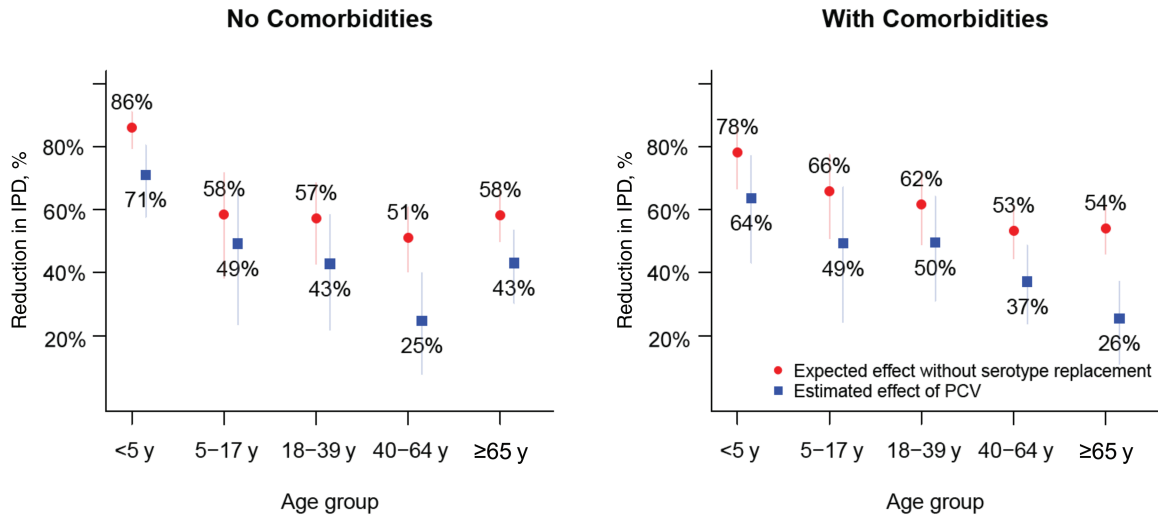 No Comorbidities
Reduction in IPD, %
80%
60%
40%
20%
86%
71%
58%
49%
57%
43%
51%
25%
58%
43%
<5 y
5−17 y
18−39 y
40−64 y
≥65 y
Age group
With Comorbidities
Reduction in IPD, %
80%
60%
40%
20%
78%
64%
66%
49%
62%
50%
53%
37%
54%
26%
Expected effect without serotype replacement
Estimated effect of PCV
<5 y
5−17 y
18−39 y
40−64 y
≥65 y
Age group